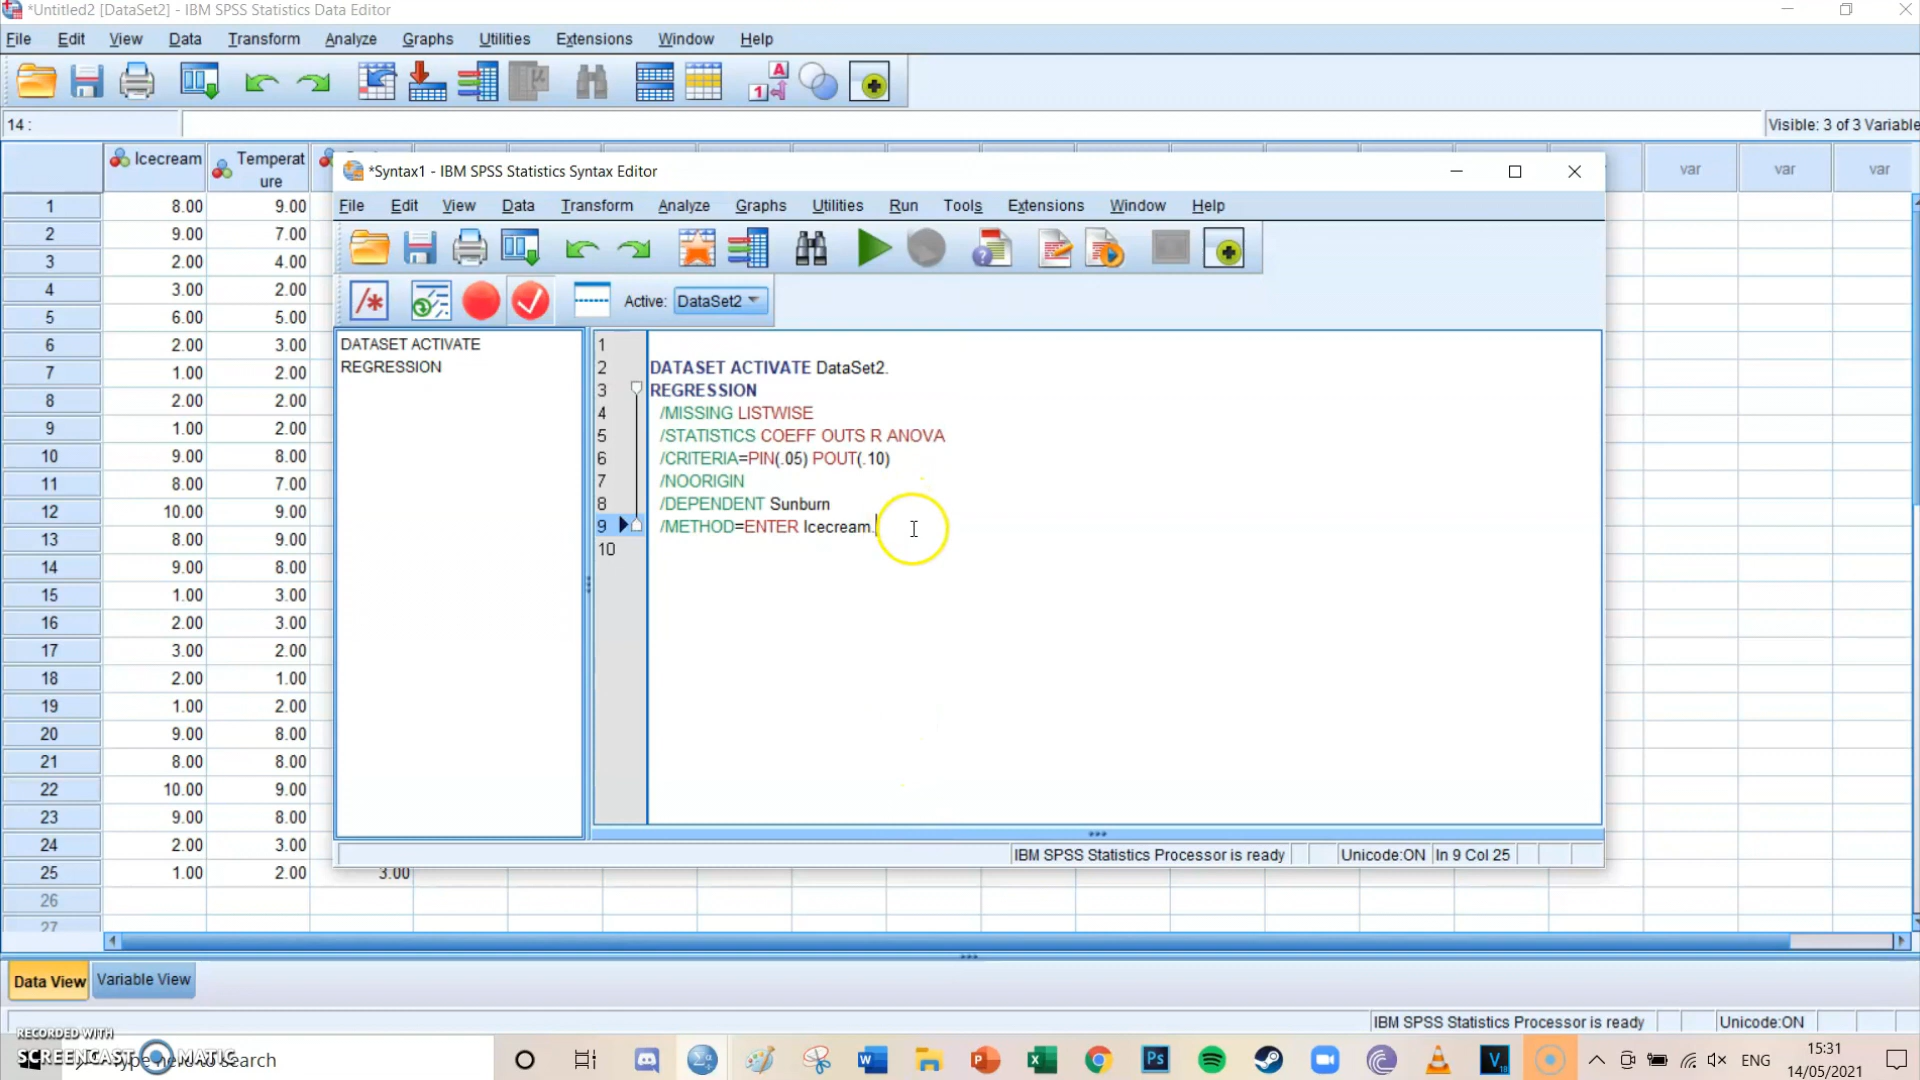 *Untitled2 [DataSet2] - IBM SPSS Statistics Data Editor
File Edit View Data Transform Analyze Graphs Utilities Extensions Window Help
14 :
Visible: 3 of 3 Variable
Icecream Temperat ure var var var
*Syntax1 - IBM SPSS Statistics Syntax Editor
File Edit View Data Transform Analyze Graphs Utilities Run Tools Extensions Window Help
Active: DataSet2
DATASET ACTIVATE
REGRESSION
1
2 DATASET ACTIVATE DataSet2.
3 REGRESSION
4 /MISSING LISTWISE
5 /STATISTICS COEFF OUTS R ANOVA
6 /CRITERIA=PIN(.05) POUT(.10)
7 /NOORIGIN
8 /DEPENDENT Sunburn
9 /METHOD=ENTER Icecream.
10
IBM SPSS Statistics Processor is ready Unicode:ON In 9 Col 25
1 8.00 9.00
2 9.00 7.00
3 2.00 4.00
4 3.00 2.00
5 6.00 5.00
6 2.00 3.00
7 1.00 2.00
8 2.00 2.00
9 1.00 2.00
10 9.00 8.00
11 8.00 7.00
12 10.00 9.00
13 8.00 9.00
14 9.00 8.00
15 1.00 3.00
16 2.00 3.00
17 3.00 2.00
18 2.00 1.00
19 1.00 2.00
20 9.00 8.00
21 8.00 8.00
22 10.00 9.00
23 9.00 8.00
24 2.00 3.00
25 1.00 2.00 3.00
26
27
Data View Variable View
IBM SPSS Statistics Processor is ready Unicode:ON
RECORDED WITH
SCREENCAST MATIC
Type here to search
ENG
15:31
14/05/2021